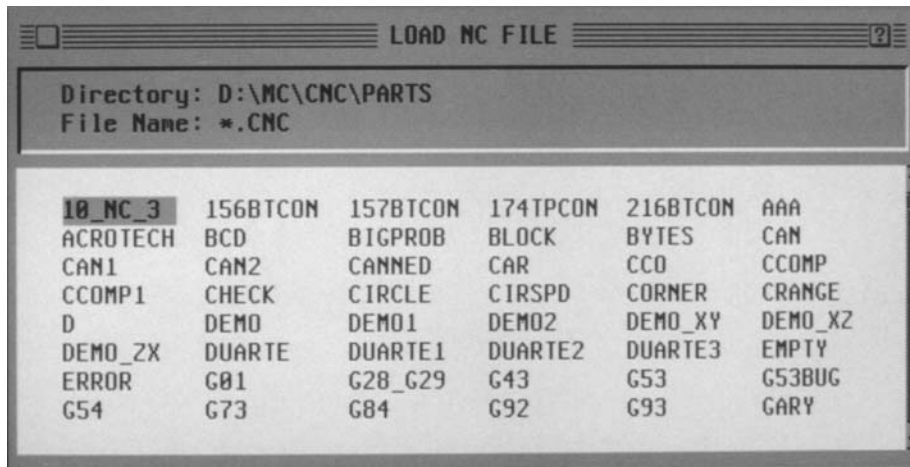 LOAD NC FILE ?
Directory: D:\MC\CNC\PARTS
File Name: *.CNC
10_NC_3 156BTCON 157BTCON 174TPCON 216BTCON AAA
ACROTECH BCD BIGPROB BLOCK BYTES CAN
CAN1 CAN2 CANNED CAR CCO CCOMP
CCOMP1 CHECK CIRCLE CIRSPD CORNER CRANGE
D DEMO DEMO1 DEMO2 DEMO_XY DEMO_XZ
DEMO_ZX DUARTE DUARTE1 DUARTE2 DUARTE3 EMPTY
ERROR G01 G28_G29 G43 G53 G53BUG
G54 G73 G84 G92 G93 GARY